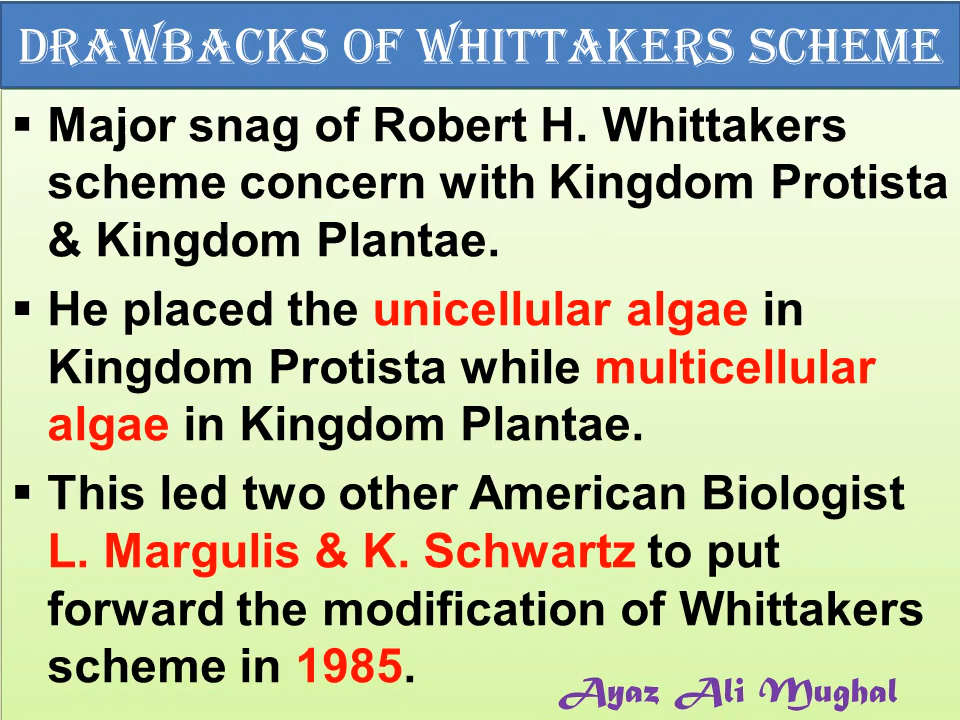 DRAWBACKS OF WHITTAKERS SCHEME
▪ Major snag of Robert H. Whittakers
scheme concern with Kingdom Protista
& Kingdom Plantae.
▪ He placed the unicellular algae in
Kingdom Protista while multicellular
algae in Kingdom Plantae.
▪ This led two other American Biologist
L. Margulis & K. Schwartz to put
forward the modification of Whittakers
scheme in 1985.
Ayaz Ali Mughal